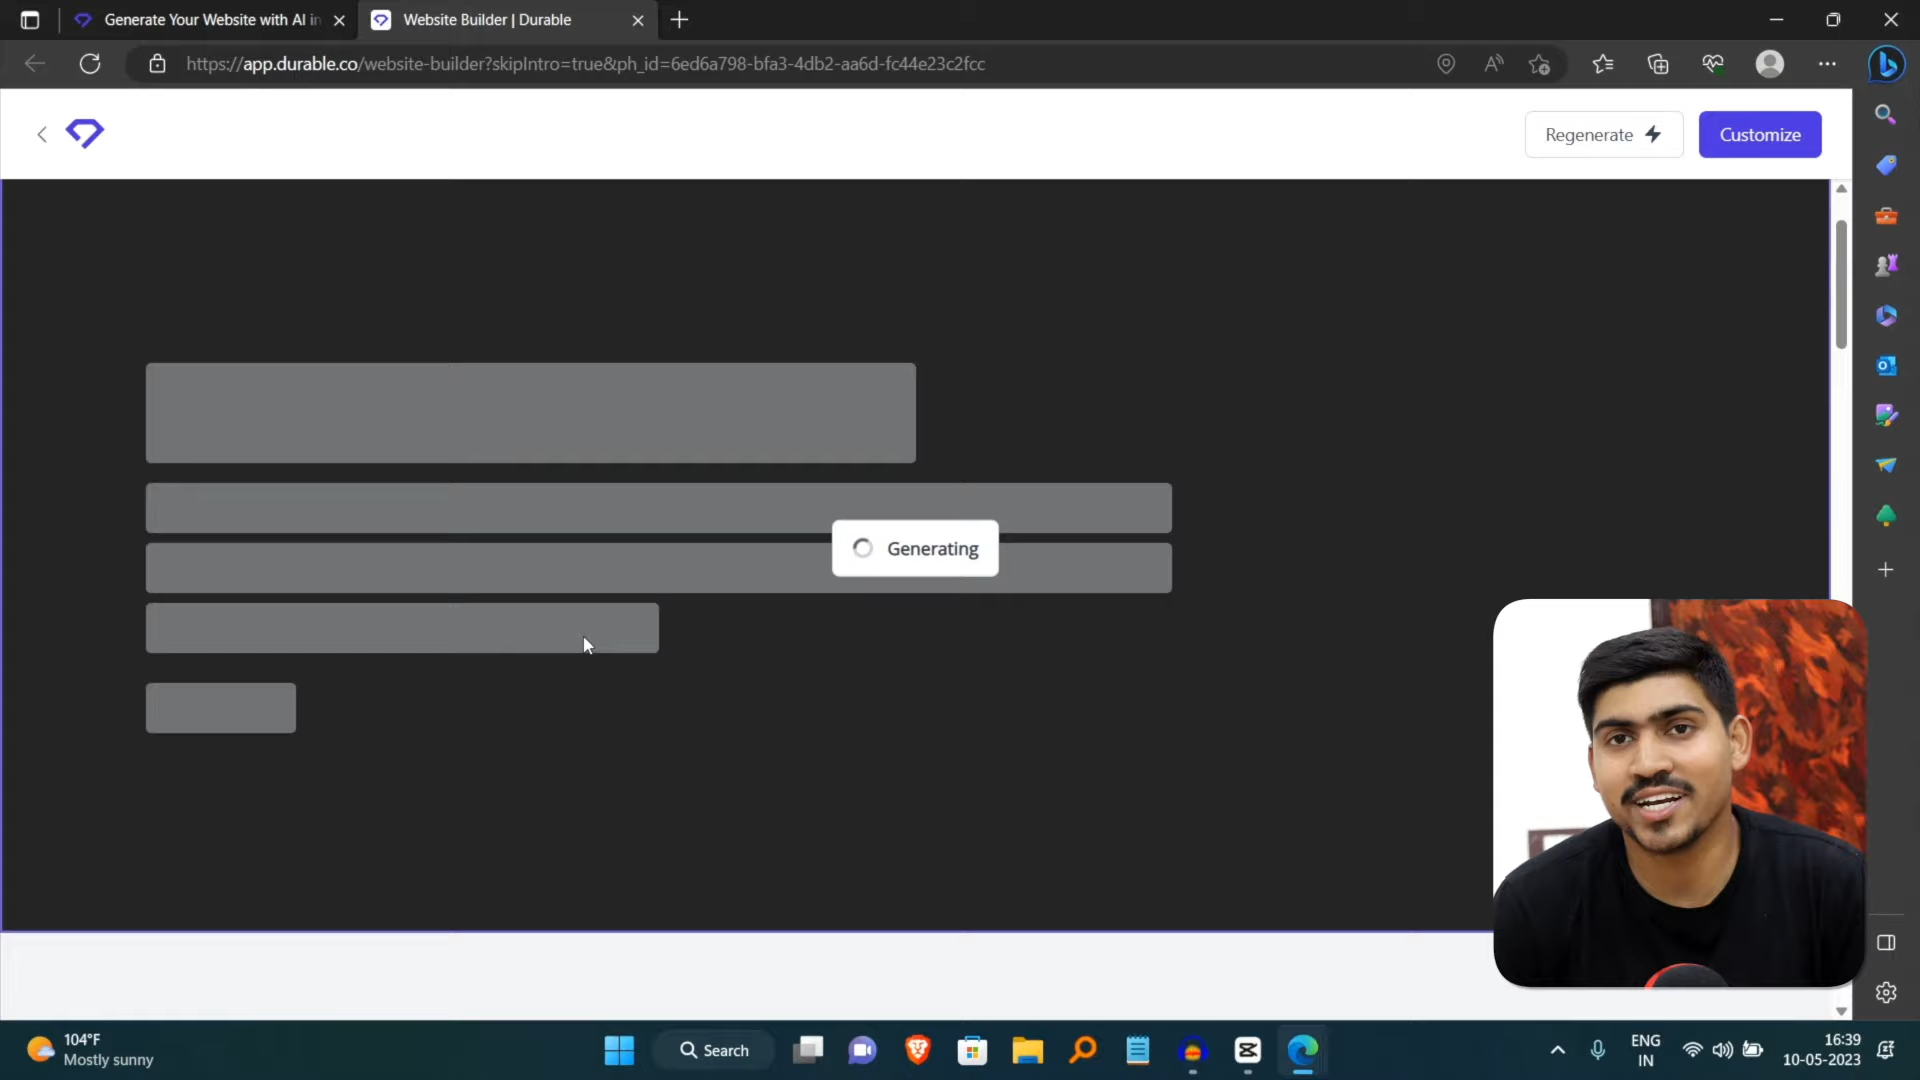 Generate Your Website with AI in
Website Builder | Durable
https://app.durable.co/website-builder?skipIntro=true&ph_id=6ed6a798-bfa3-4db2-aa6d-fc44e23c2fcc
Regenerate
Customize
Generating
104°F
Mostly sunny
Search
ENG
IN
16:39
10-05-2023